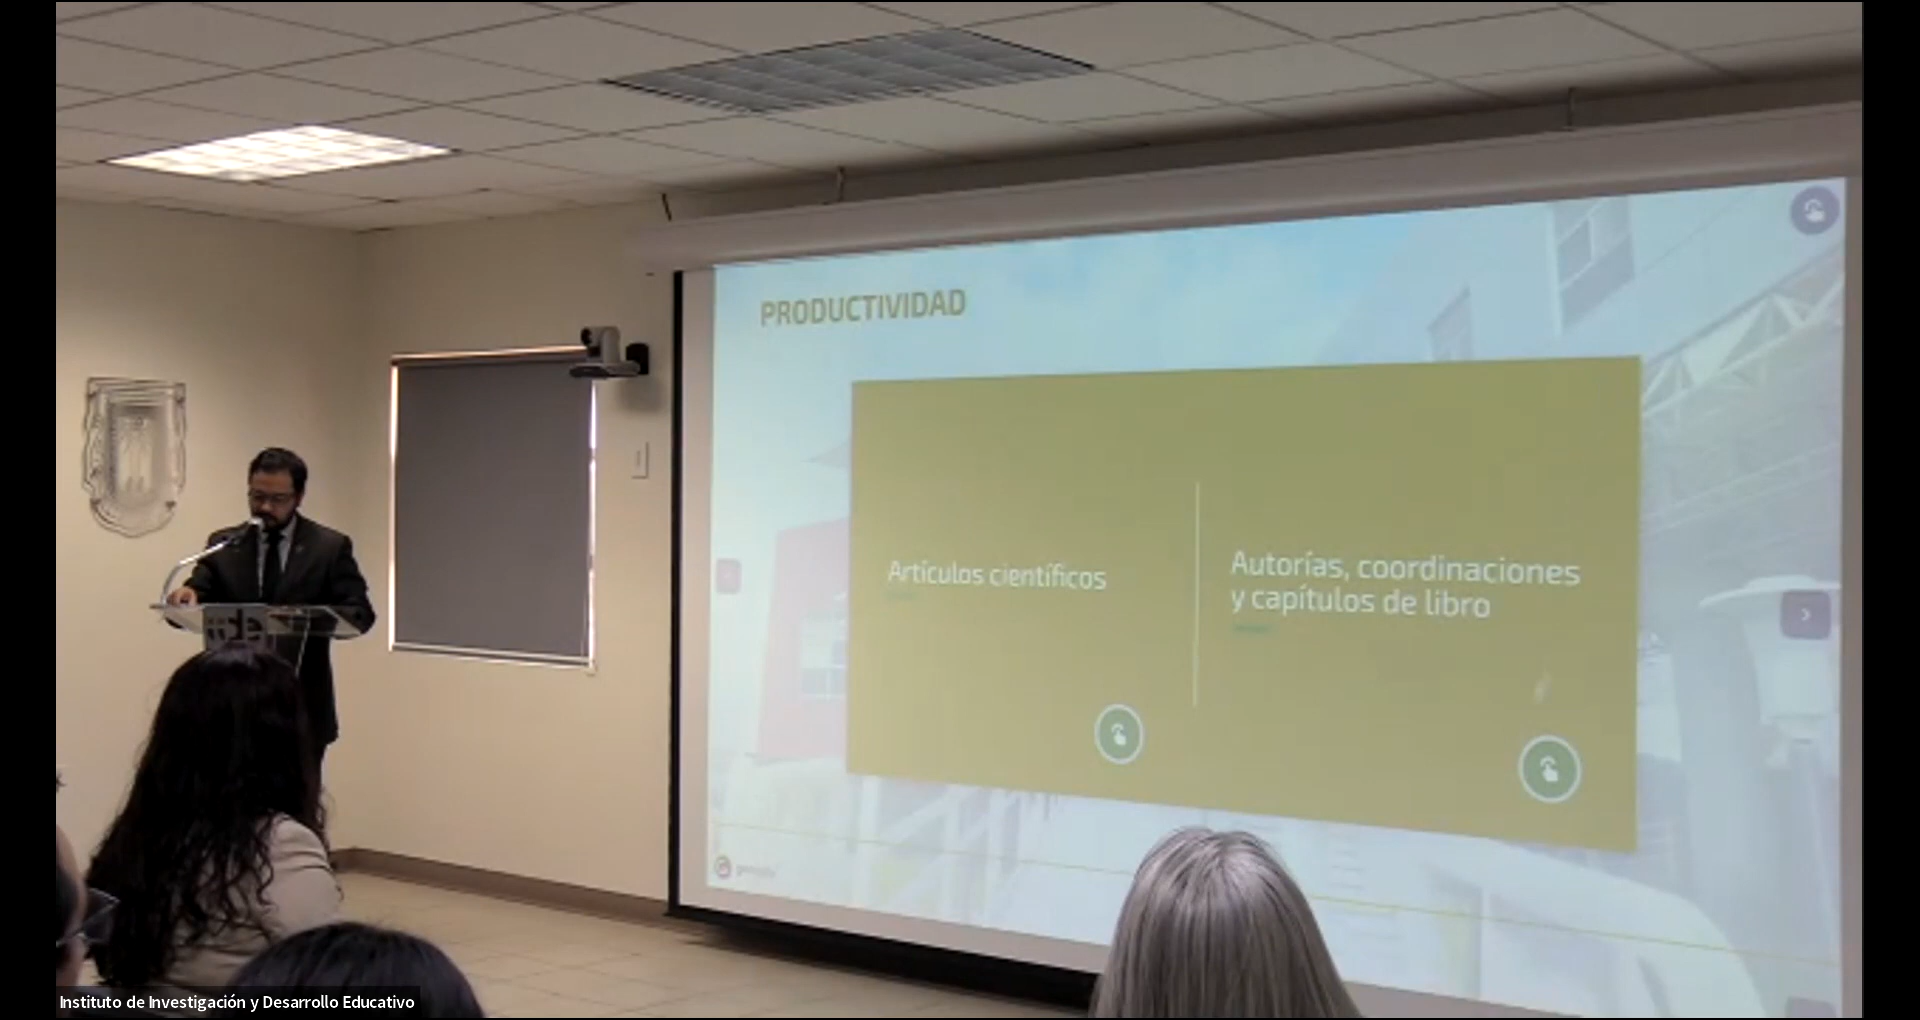 PRODUCTIVIDAD
Artículos científicos
Autorías, coordinaciones
y capítulos de libro
Instituto de Investigación y Desarrollo Educativo